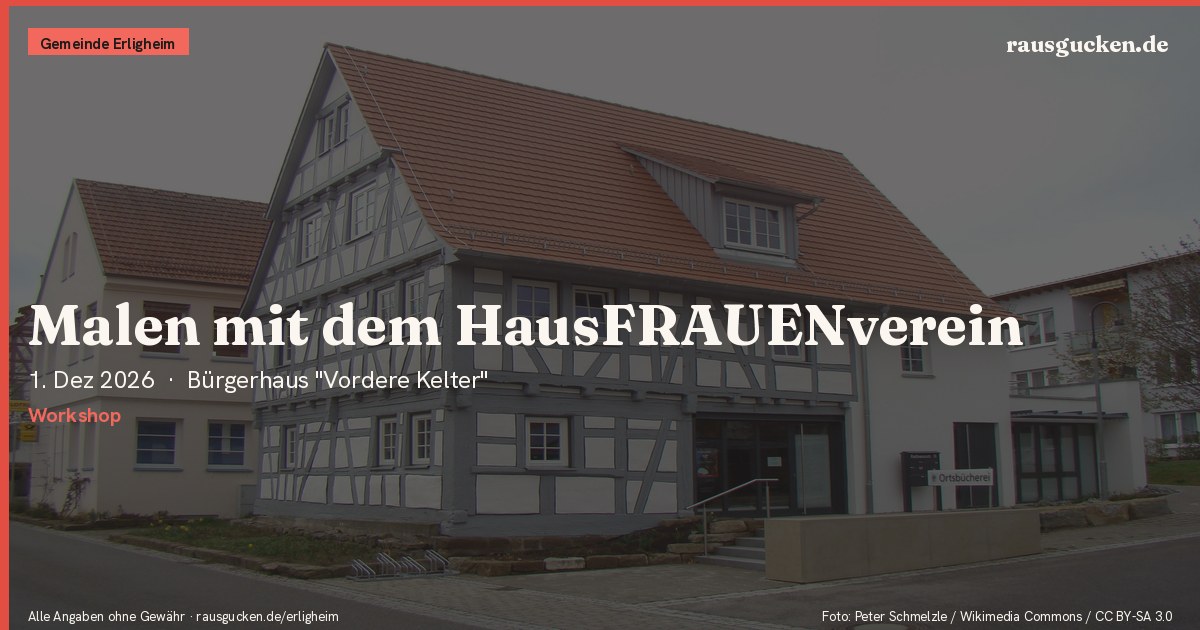 Gemeinde Erligheim
rausgucken.de
Malen mit dem HausFRAUENverein
1. Dez 2026 · Bürgerhaus "Vordere Kelter"
Workshop
Ortsbücherei
Alle Angaben ohne Gewähr · rausgucken.de/erligheim
Foto: Peter Schmelzle / Wikimedia Commons / CC BY-SA 3.0